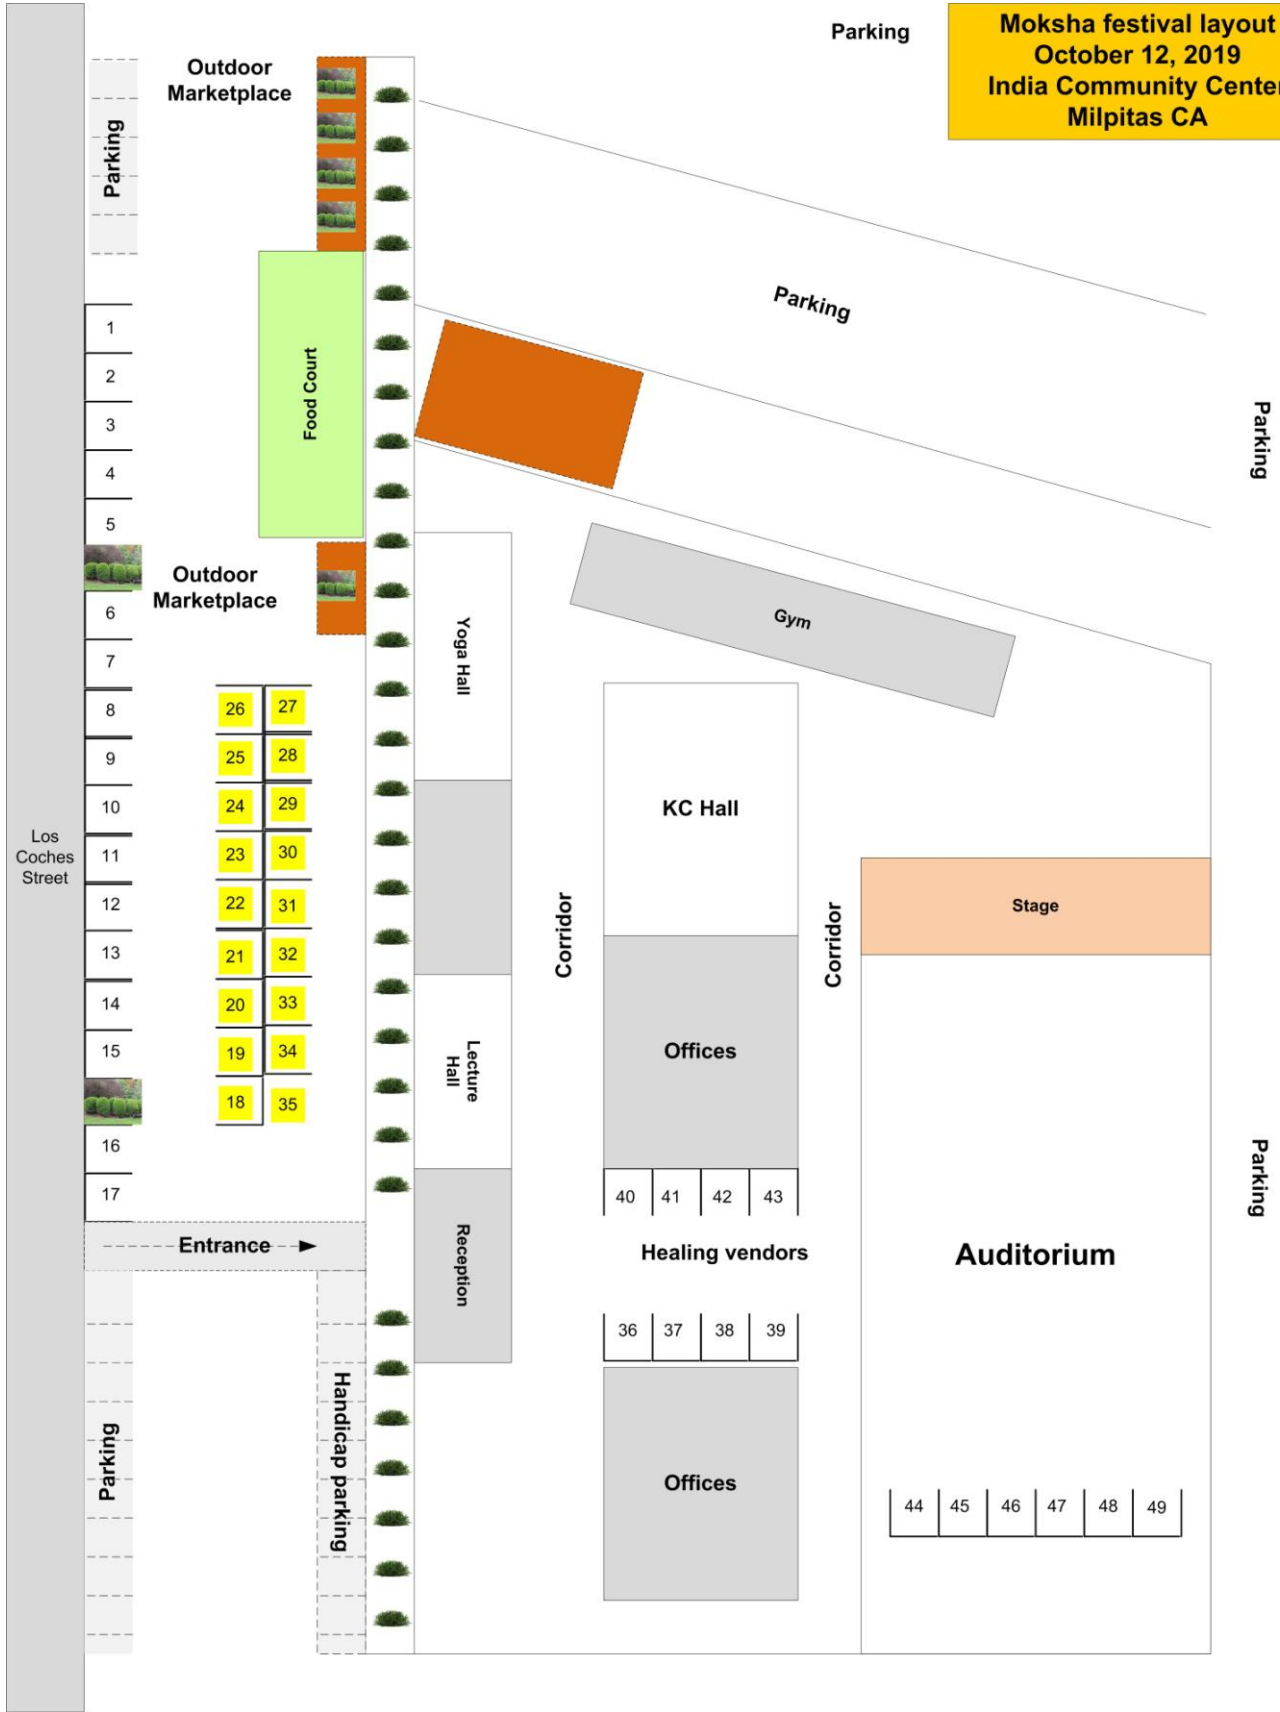 Moksha festival layout
October 12, 2019
India Community Center
Milpitas CA
Parking
Outdoor
Marketplace
Parking
Parking
Parking
Food Court
1
2
3
4
5
Outdoor
Marketplace
6
7
8
9
10
11
12
13
14
15
16
17
Los
Coches
Street
26 27
25 28
24 29
23 30
22 31
21 32
20 33
19 34
18 35
Yoga Hall
Gym
KC Hall
Corridor
Corridor
Stage
Offices
Lecture
Hall
40 41 42 43
Healing vendors
36 37 38 39
Reception
Entrance
Auditorium
Parking
Parking
Handicap parking
Offices
44 45 46 47 48 49